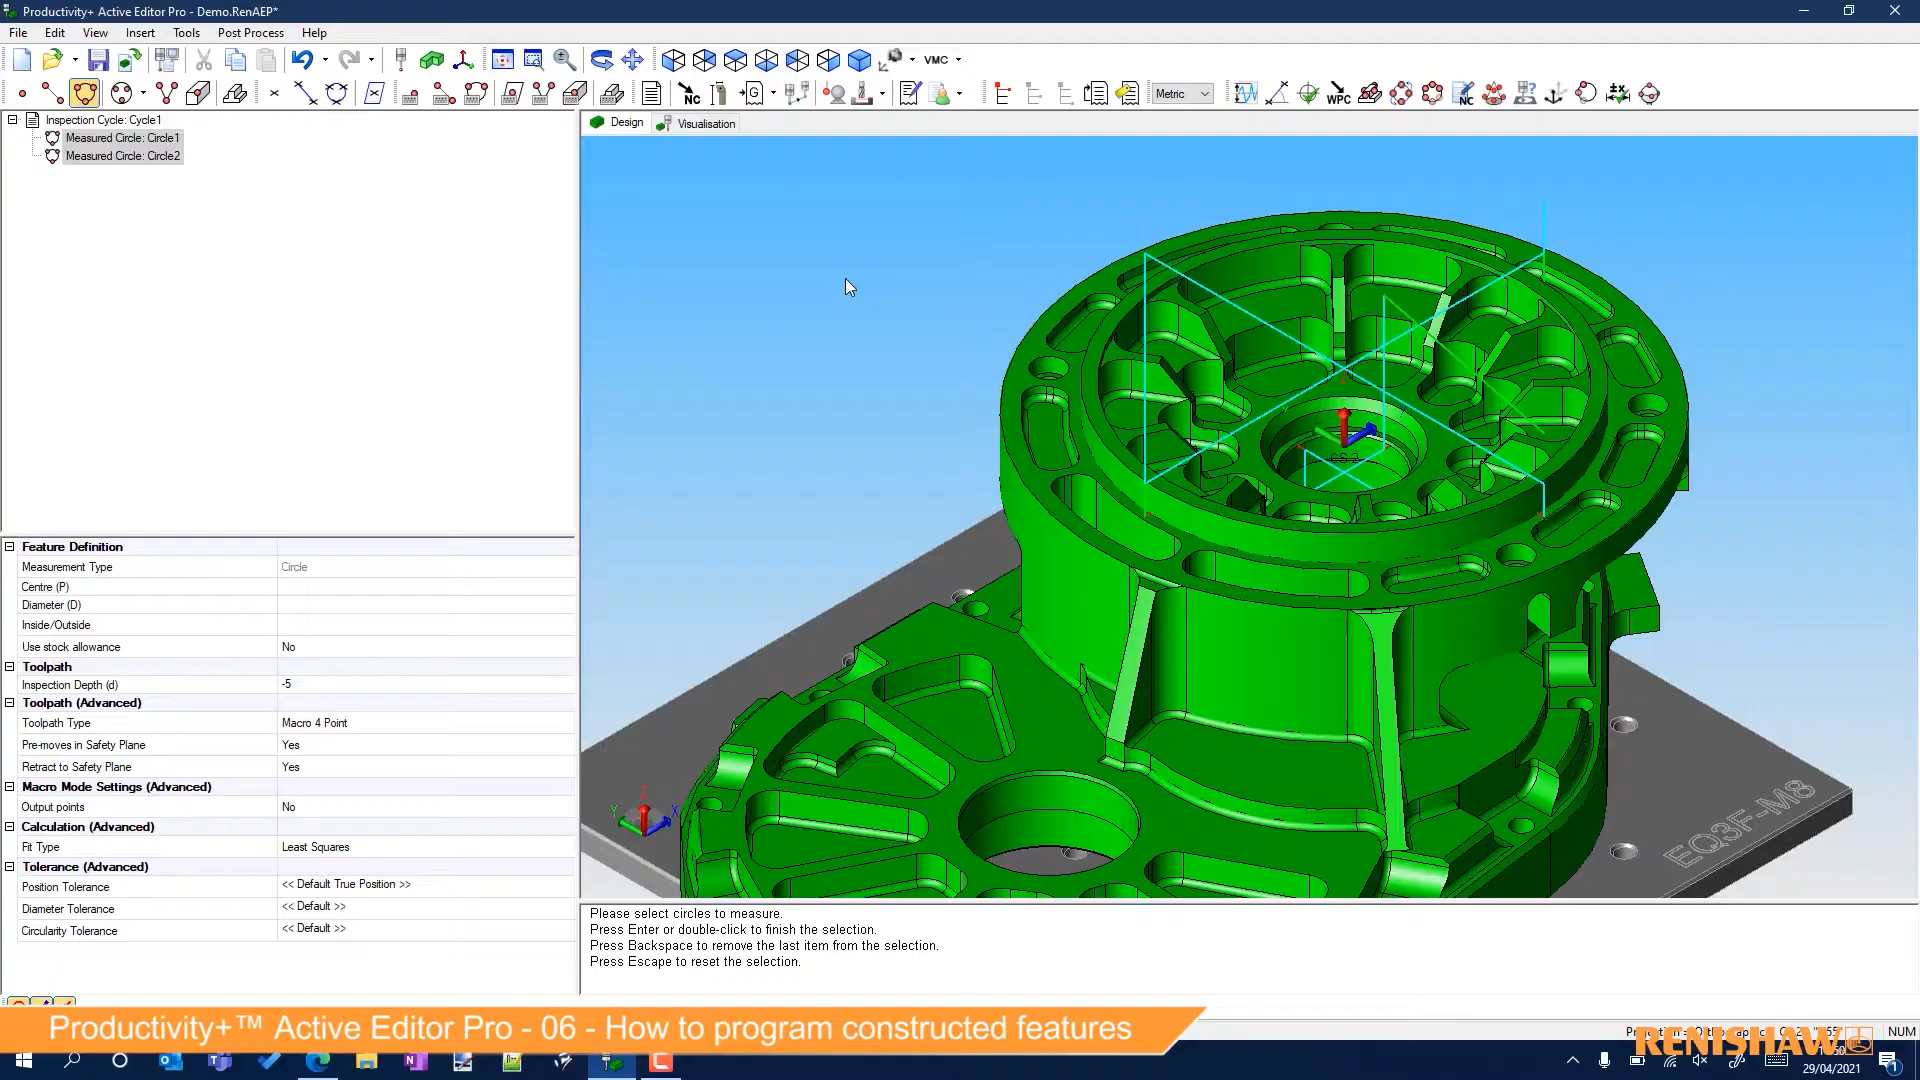 Productivity+ Active Editor Pro - Demo.RenAEP*
File Edit View Insert Tools Post Process Help
VMC
NC G Metric WPC NC
Inspection Cycle: Cycle1
Measured Circle: Circle1
Measured Circle: Circle2
Design Visualisation
Feature Definition
Measurement Type Circle
Centre (P)
Diameter (D)
Inside/Outside
Use stock allowance No
Toolpath
Inspection Depth (d) -5
Toolpath (Advanced)
Toolpath Type Macro 4 Point
Pre-moves in Safety Plane Yes
Retract to Safety Plane Yes
Macro Mode Settings (Advanced)
Output points No
Calculation (Advanced)
Fit Type Least Squares
Tolerance (Advanced)
Position Tolerance << Default True Position >>
Diameter Tolerance << Default >>
Circularity Tolerance << Default >>
Z
Y X
EQ3F-M8
Please select circles to measure.
Press Enter or double-click to finish the selection.
Press Backspace to remove the last item from the selection.
Press Escape to reset the selection.
Productivity+™ Active Editor Pro - 06 - How to program constructed features
NUM
RENISHAW
29/04/2021
1